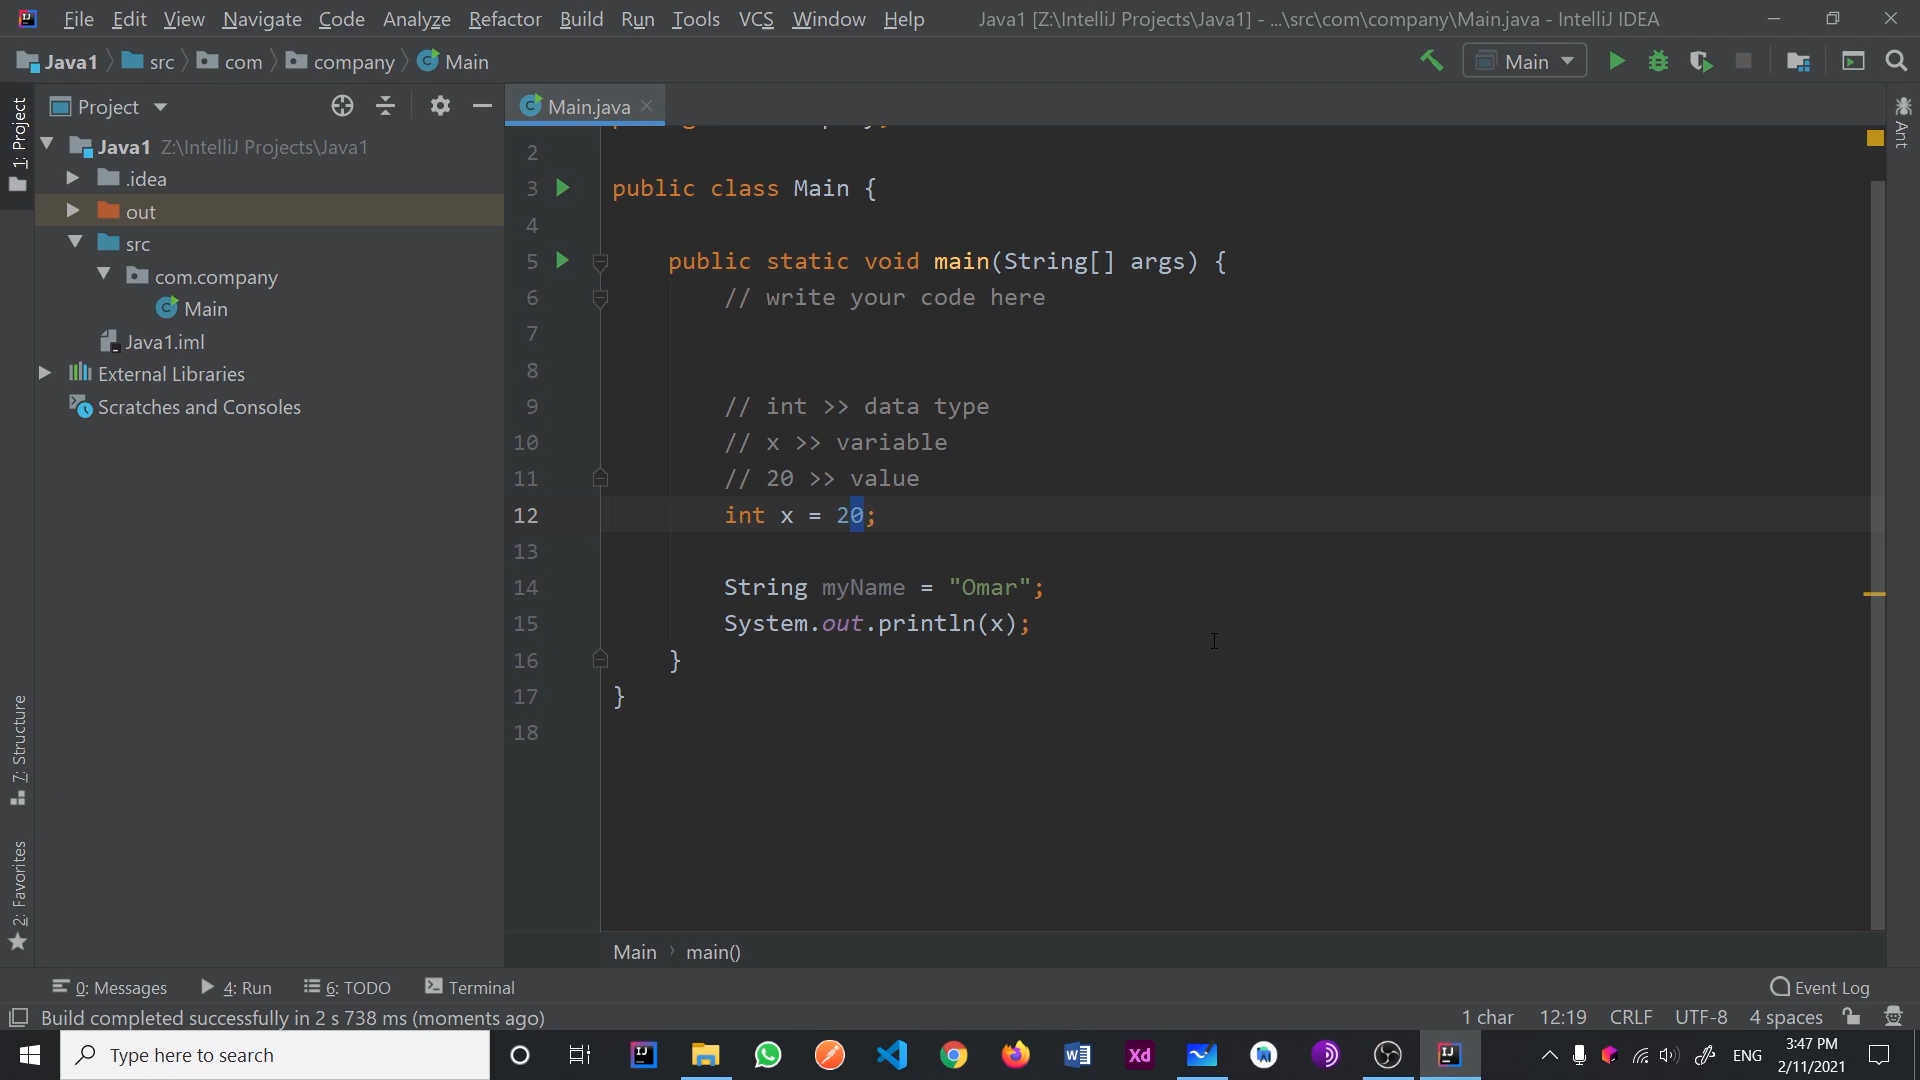 File Edit View Navigate Code Analyze Refactor Build Run Tools VCS Window Help Java1 [Z:\IntelliJ Projects\Java1] - ...\src\com\company\Main.java - IntelliJ IDEA
Java1 src com company Main
Main
1: Project
Project
Main.java
Ant
Java1 Z:\IntelliJ Projects\Java1
.idea
out
src
com.company
Main
Java1.iml
External Libraries
Scratches and Consoles
2
3 public class Main {
4
5 public static void main(String[] args) {
6 // write your code here
7
8
9 // int >> data type
10 // x >> variable
11 // 20 >> value
12 int x = 20;
13
14 String myName = "Omar";
15 System.out.println(x);
16 }
17 }
18
7: Structure
2: Favorites
Main main()
0: Messages 4: Run 6: TODO Terminal Event Log
Build completed successfully in 2 s 738 ms (moments ago) 1 char 12:19 CRLF UTF-8 4 spaces
Type here to search
ENG
3:47 PM
2/11/2021